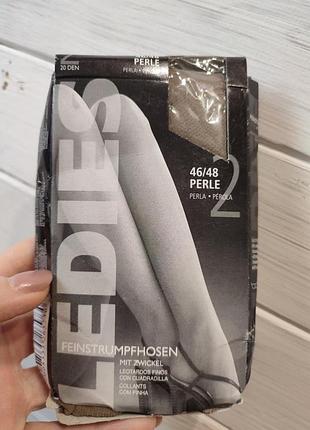 20 DEN
PERLE
46/48
PERLE
PERLA · PÉROLA
2
LEDIES
FEINSTRUMPFHOSEN
MIT ZWICKEL
LEOTARDOS FINOS
CON CUADRADILLA
COLLANTS
COM PINHA